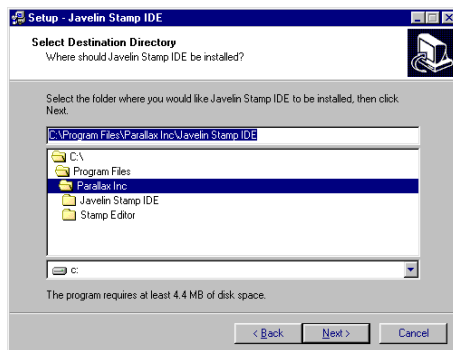 Setup - Javelin Stamp IDE
Select Destination Directory
Where should Javelin Stamp IDE be installed?
Select the folder where you would like Javelin Stamp IDE to be installed, then click
Next.
C:\Program Files\Parallax Inc\Javelin Stamp IDE
C:\
Program Files
Parallax Inc
Javelin Stamp IDE
Stamp Editor
c:
The program requires at least 4.4 MB of disk space.
< Back Next > Cancel